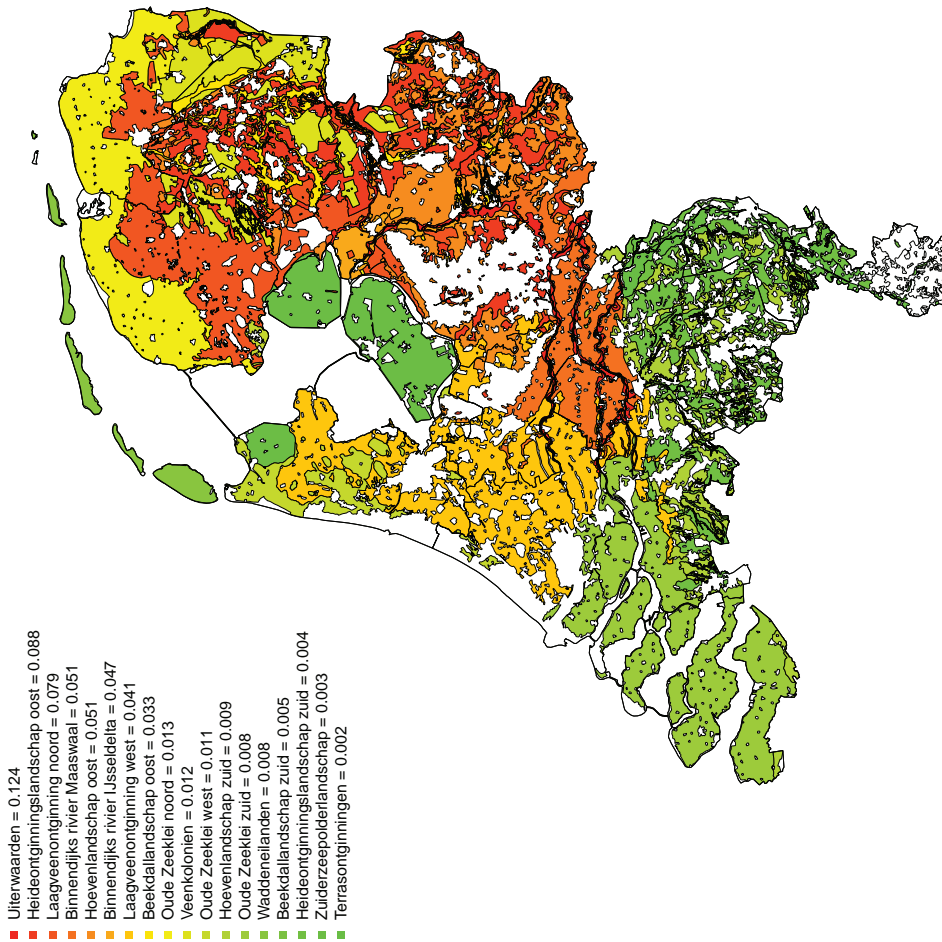 Uiterwaarden = 0.124
Heideontginningslandschap oost = 0.088
Laagveenontginning noord = 0.079
Binnendijks rivier Maaswaal = 0.051
Hoevenlandschap oost = 0.051
Binnendijks rivier IJsseldelta = 0.047
Laagveenontginning west = 0.041
Beekdallandschap oost = 0.033
Oude Zeeklei noord = 0.013
Veenkolonien = 0.012
Oude Zeeklei west = 0.011
Hoevenlandschap zuid = 0.009
Oude Zeeklei zuid = 0.008
Waddeneilanden = 0.008
Beekdallandschap zuid = 0.005
Heideontginningslandschap zuid = 0.004
Zuiderzeepolderlandschap = 0.003
Terrasontginningen = 0.002